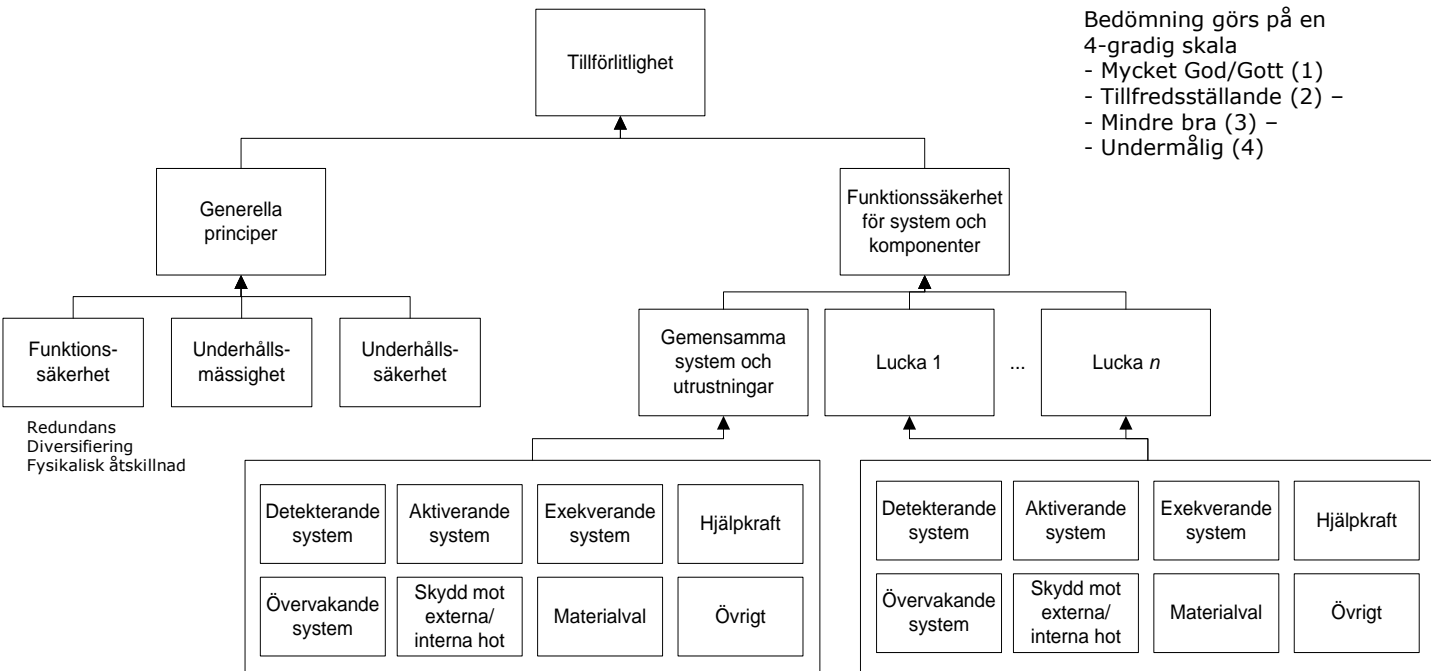 Tillförlitlighet
Bedömning görs på en
4-gradig skala
- Mycket God/Gott (1)
- Tillfredsställande (2) –
- Mindre bra (3) –
- Undermålig (4)
Generella
principer
Funktionssäkerhet
för system och
komponenter
Funktions-
säkerhet
Underhålls-
mässighet
Underhålls-
säkerhet
Gemensamma
system och
utrustningar
Lucka 1
...
Lucka n
Redundans
Diversifiering
Fysikalisk åtskillnad
Detekterande
system
Aktiverande
system
Exekverande
system
Hjälpkraft
Övervakande
system
Skydd mot
externa/
interna hot
Materialval
Övrigt
Detekterande
system
Aktiverande
system
Exekverande
system
Hjälpkraft
Övervakande
system
Skydd mot
externa/
interna hot
Materialval
Övrigt